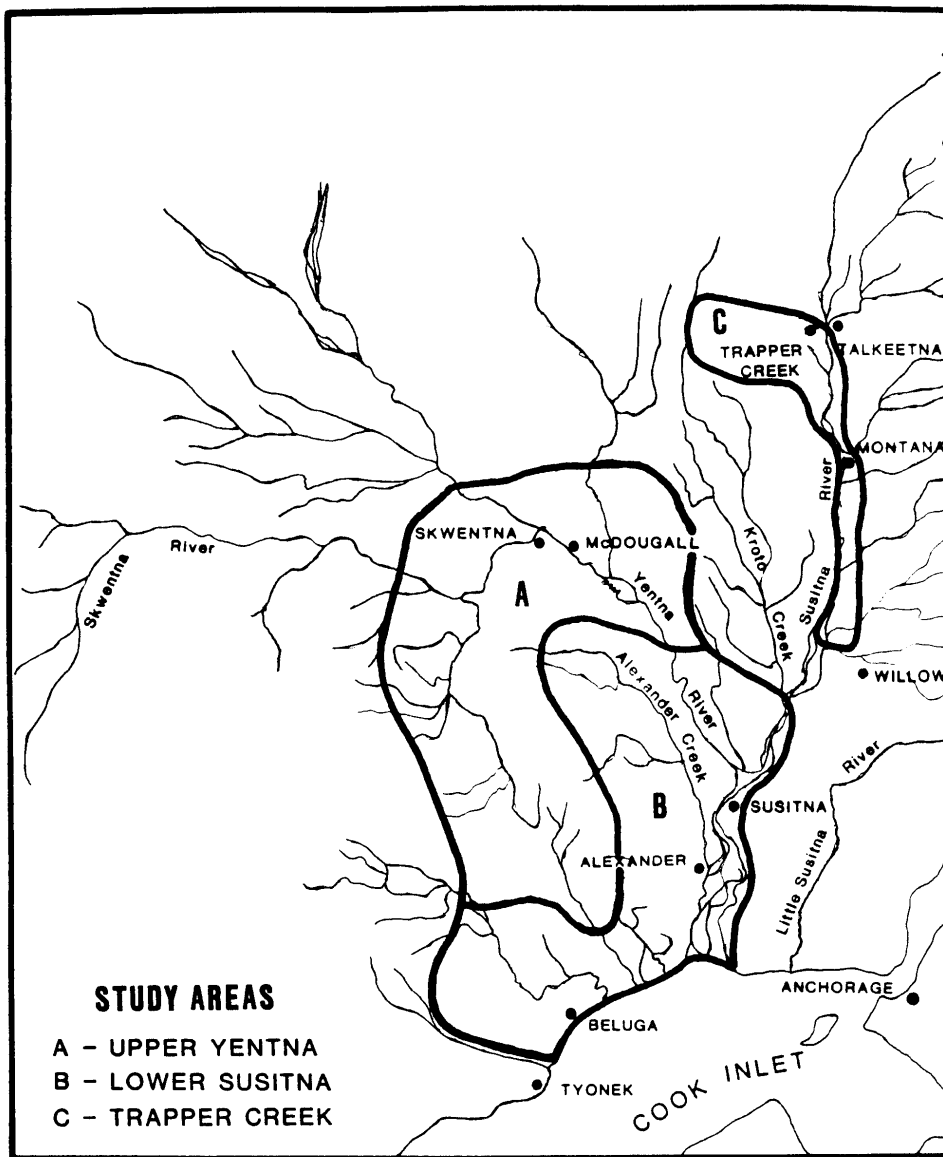 C
TRAPPER
CREEK
TALKEETNA
MONTANA
River
Susitna
SKWENTNA
McDOUGALL
River
Skwentna
A
Yentna
River
Kroto
Creek
Alexander
Creek
WILLOW
River
Little Susitna
B
SUSITNA
ALEXANDER
ANCHORAGE
BELUGA
TYONEK
COOK INLET
STUDY AREAS
A – UPPER YENTNA
B – LOWER SUSITNA
C – TRAPPER CREEK